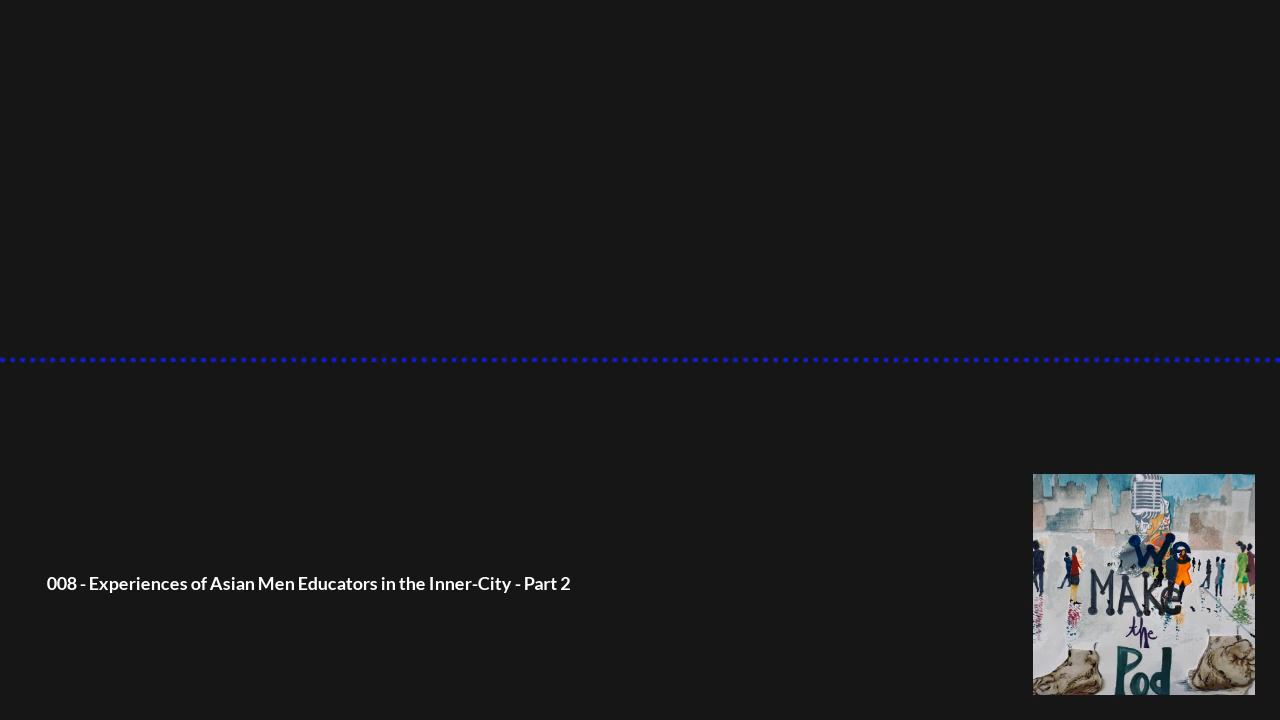 008 - Experiences of Asian Men Educators in the Inner-City - Part 2
We
MAKe
the
Pod